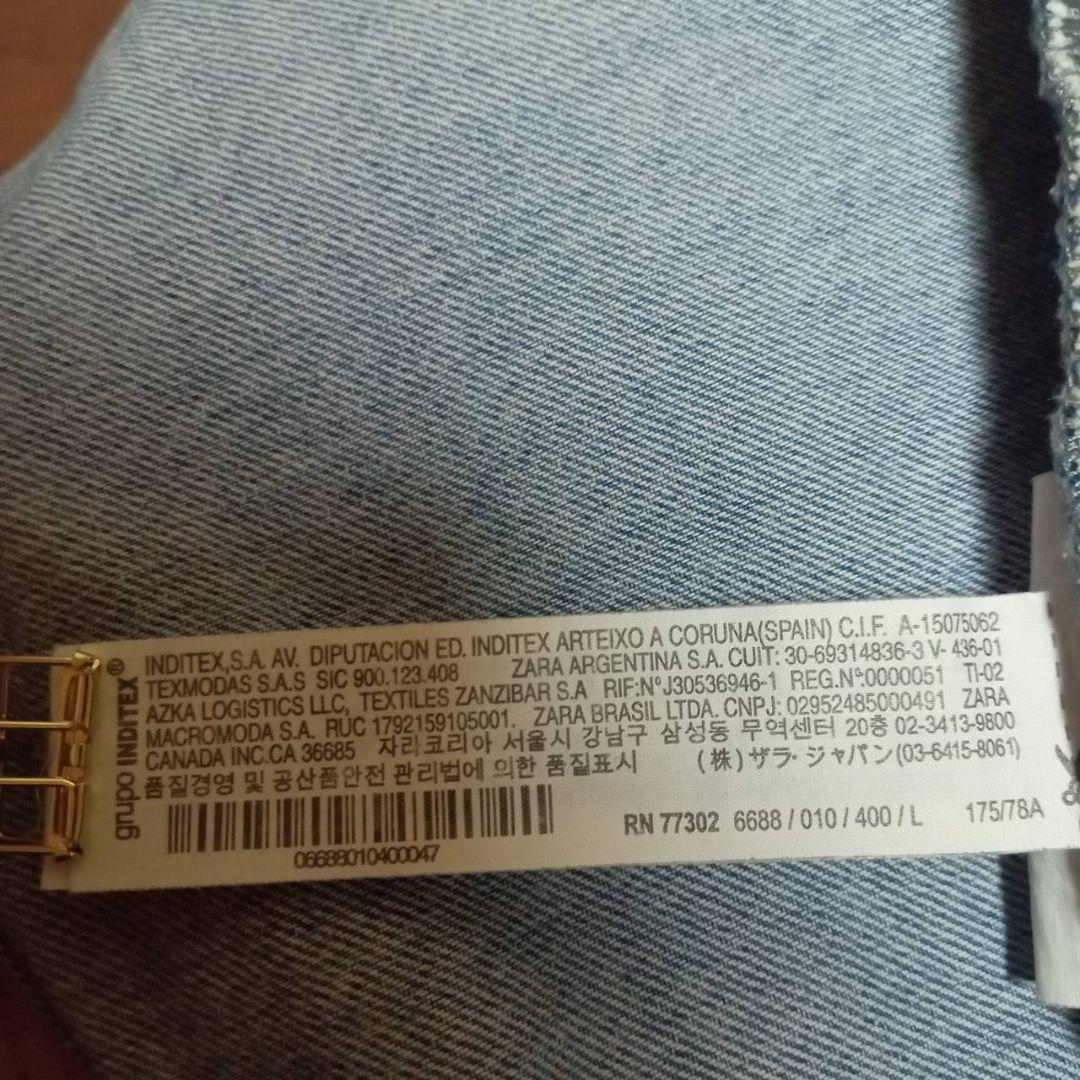 grupo INDITEX®
INDITEX,S.A. AV. DIPUTACION ED. INDITEX ARTEIXO A CORUNA(SPAIN) C.I.F. A-15075062
TEXMODAS S.A.S SIC 900.123.408 ZARA ARGENTINA S.A. CUIT: 30-69314836-3 V- 436-01
AZKA LOGISTICS LLC, TEXTILES ZANZIBAR S.A RIF:NºJ30536946-1 REG.Nº:0000051 TI-02
MACROMODA S.A. RUC 1792159105001. ZARA BRASIL LTDA. CNPJ: 02952485000491 ZARA
CANADA INC.CA 36685 자라코리아 서울시 강남구 삼성동 무역센터 20층 02-3413-9800
품질경영 및 공산품안전 관리법에 의한 품질표시 (株)ザラ・ジャパン(03-6415-8061)
RN 77302 6688 / 010 / 400 / L 175/78A
06688010400047